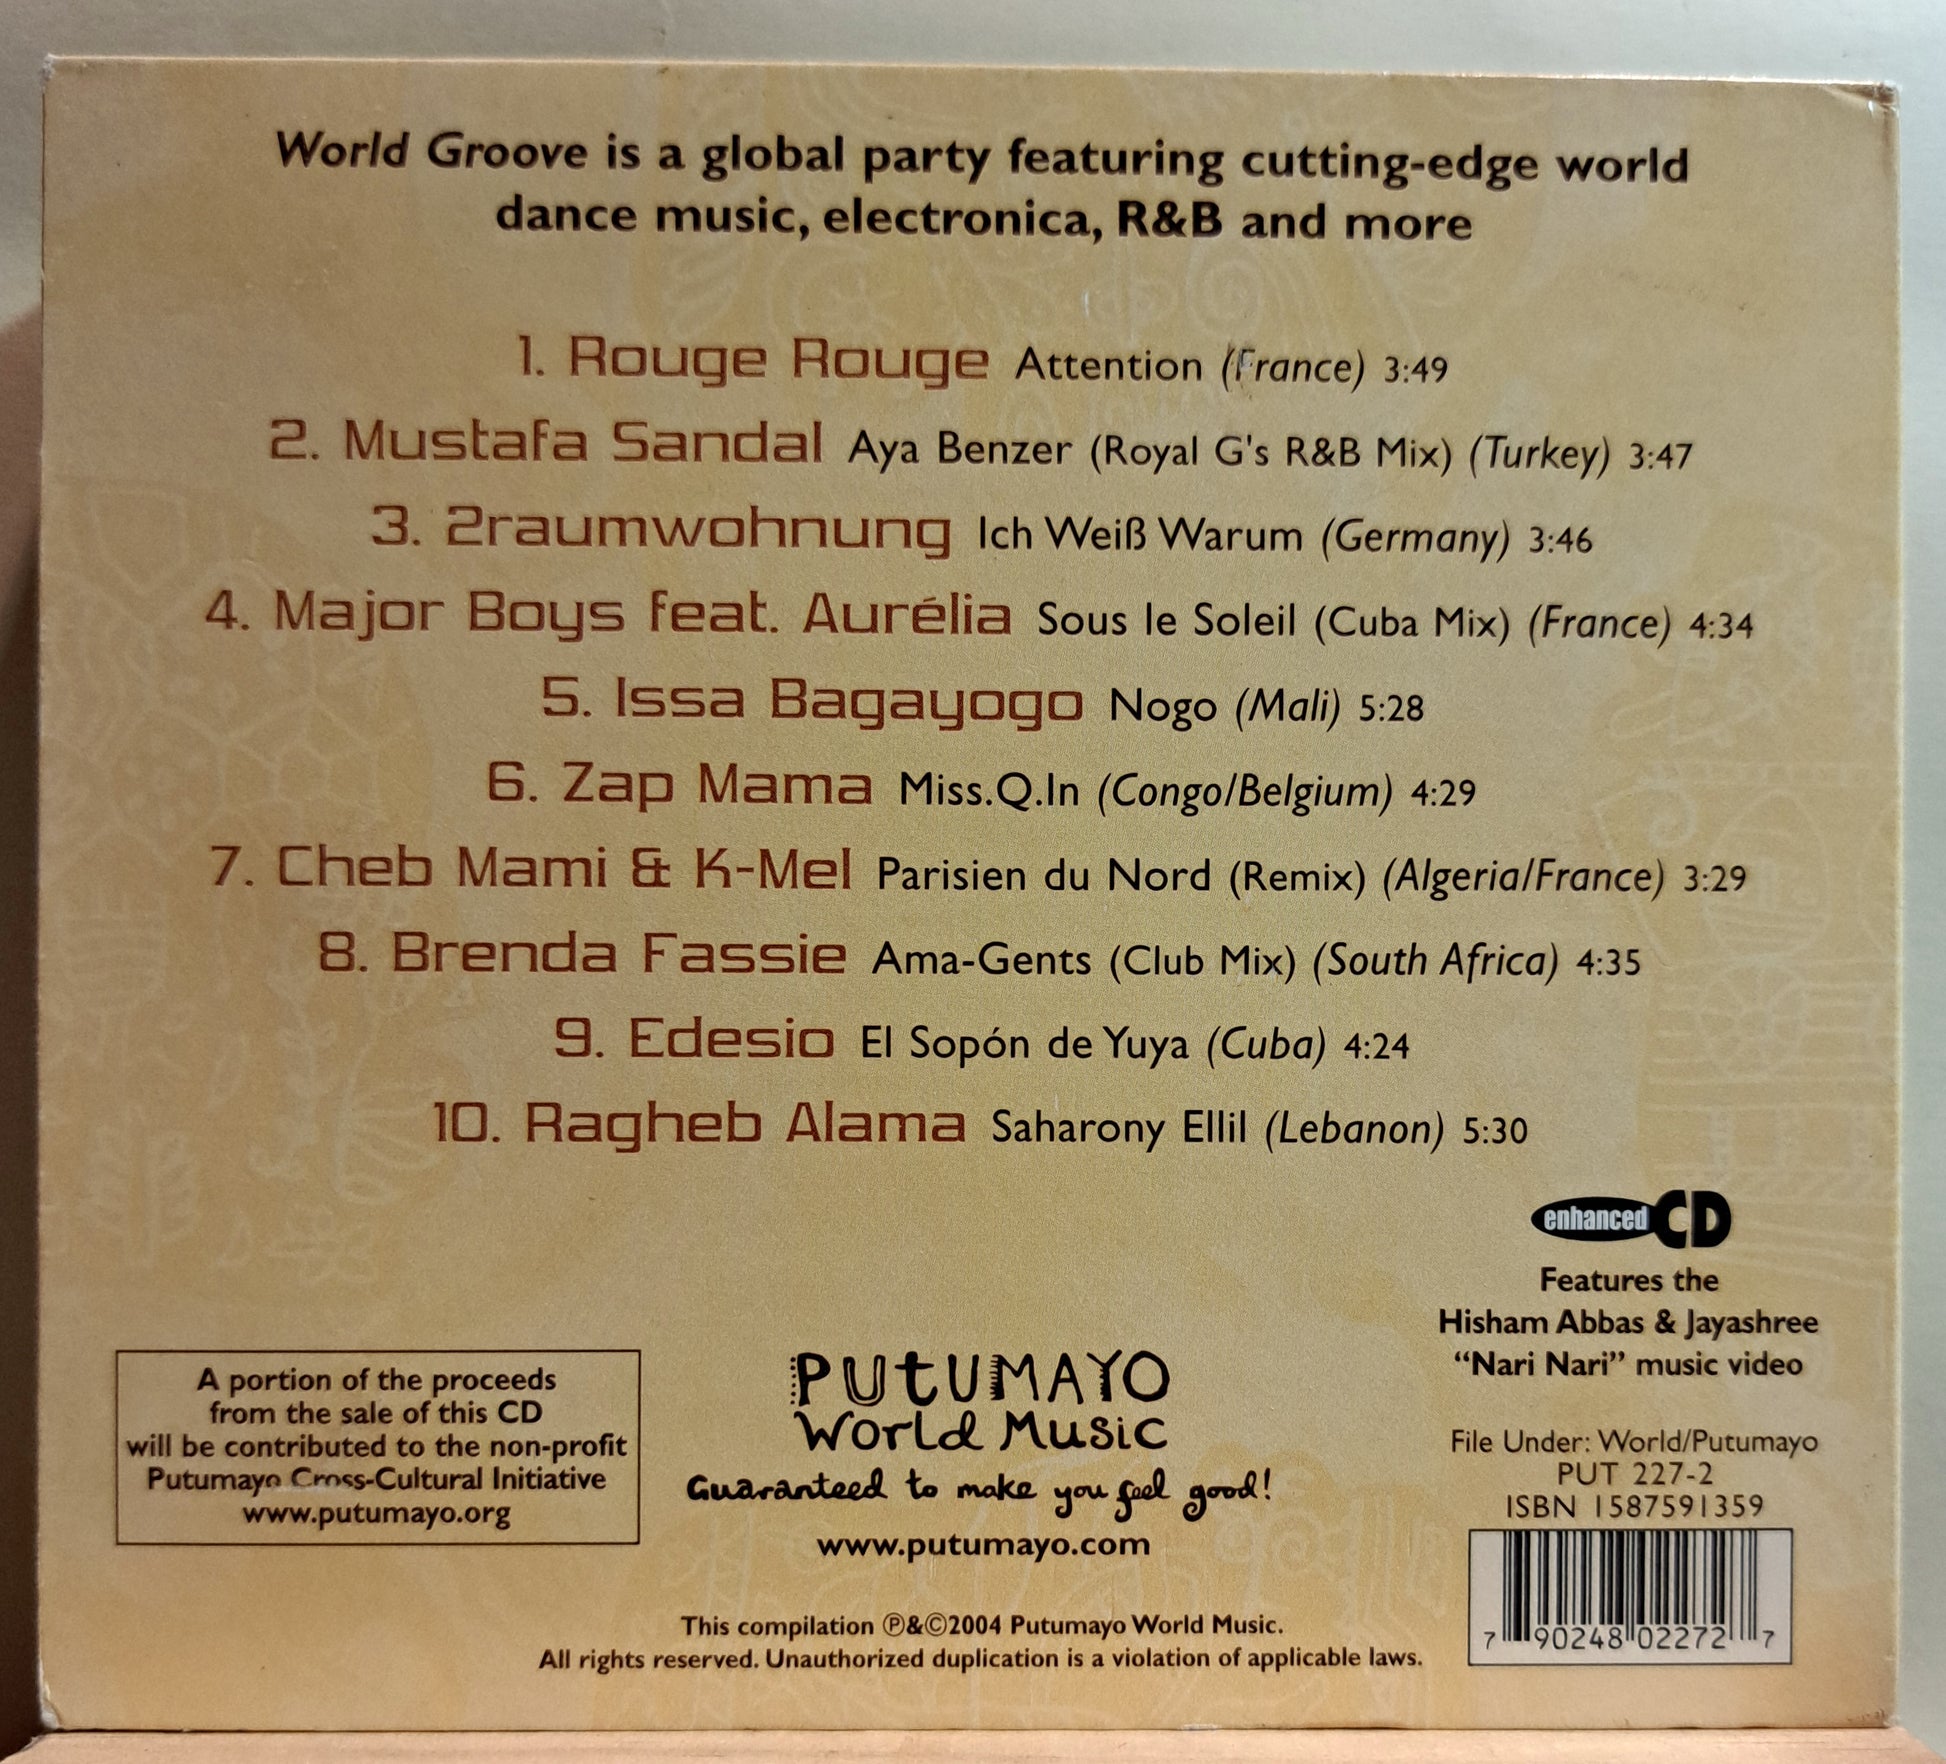 World Groove is a global party featuring cutting-edge world
dance music, electronica, R&B and more
1. Rouge Rouge Attention (France) 3:49
2. Mustafa Sandal Aya Benzer (Royal G's R&B Mix) (Turkey) 3:47
3. 2raumwohnung Ich Weiß Warum (Germany) 3:46
4. Major Boys feat. Aurélia Sous le Soleil (Cuba Mix) (France) 4:34
5. Issa Bagayogo Nogo (Mali) 5:28
6. Zap Mama Miss.Q.In (Congo/Belgium) 4:29
7. Cheb Mami & K-Mel Parisien du Nord (Remix) (Algeria/France) 3:29
8. Brenda Fassie Ama-Gents (Club Mix) (South Africa) 4:35
9. Edesio El Sopón de Yuya (Cuba) 4:24
10. Ragheb Alama Saharony Ellil (Lebanon) 5:30
enhanced CD
Features the
Hisham Abbas & Jayashree
“Nari Nari” music video
A portion of the proceeds
from the sale of this CD
will be contributed to the non-profit
Putumayo Cross-Cultural Initiative
www.putumayo.org
PUTUMAYO
World Music
Guaranteed to make you feel good!
www.putumayo.com
File Under: World/Putumayo
PUT 227-2
ISBN 1587591359
7 90248 02272 7
This compilation ℗&©2004 Putumayo World Music.
All rights reserved. Unauthorized duplication is a violation of applicable laws.